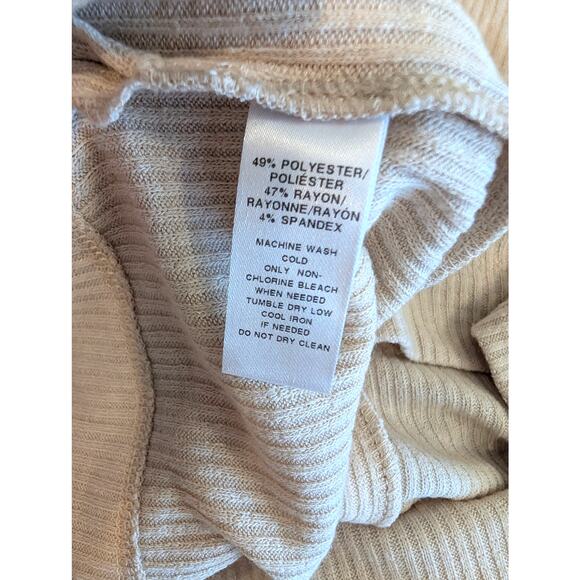 49% POLYESTER/
POLIÉSTER
47% RAYON/
RAYONNE/RAYÓN
4% SPANDEX
MACHINE WASH
COLD
ONLY NON-
CHLORINE BLEACH
WHEN NEEDED
TUMBLE DRY LOW
COOL IRON
IF NEEDED
DO NOT DRY CLEAN